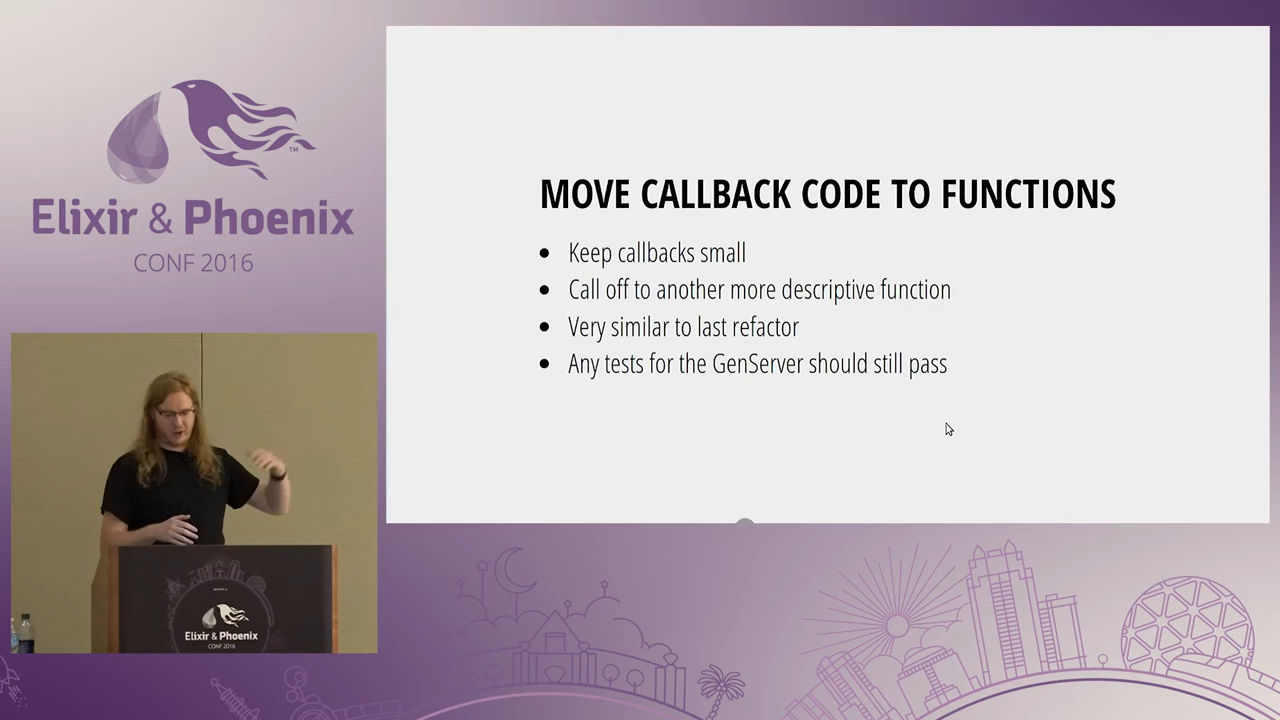 Elixir & Phoenix
TM
CONF 2016
MOVE CALLBACK CODE TO FUNCTIONS
Keep callbacks small
Call off to another more descriptive function
Very similar to last refactor
Any tests for the GenServer should still pass
Elixir & Phoenix
CONF 2016